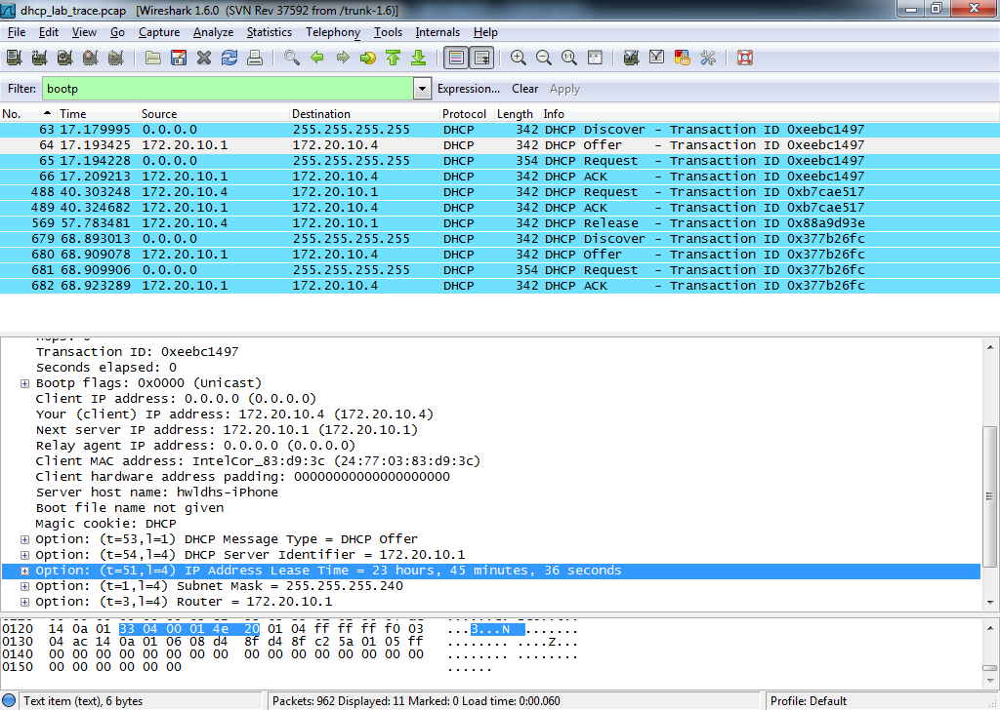 dhcp_lab_trace.pcap [Wireshark 1.6.0 (SVN Rev 37592 from /trunk-1.6)]
File Edit View Go Capture Analyze Statistics Telephony Tools Internals Help
Filter: bootp Expression... Clear Apply
No. Time Source Destination Protocol Length Info
63 17.179995 0.0.0.0 255.255.255.255 DHCP 342 DHCP Discover - Transaction ID 0xeebc1497
64 17.193425 172.20.10.1 172.20.10.4 DHCP 342 DHCP Offer - Transaction ID 0xeebc1497
65 17.194228 0.0.0.0 255.255.255.255 DHCP 354 DHCP Request - Transaction ID 0xeebc1497
66 17.209213 172.20.10.1 172.20.10.4 DHCP 342 DHCP ACK - Transaction ID 0xeebc1497
488 40.303248 172.20.10.4 172.20.10.1 DHCP 342 DHCP Request - Transaction ID 0xb7cae517
489 40.324682 172.20.10.1 172.20.10.4 DHCP 342 DHCP ACK - Transaction ID 0xb7cae517
569 57.783481 172.20.10.4 172.20.10.1 DHCP 342 DHCP Release - Transaction ID 0x88a9d93e
679 68.893013 0.0.0.0 255.255.255.255 DHCP 342 DHCP Discover - Transaction ID 0x377b26fc
680 68.909078 172.20.10.1 172.20.10.4 DHCP 342 DHCP Offer - Transaction ID 0x377b26fc
681 68.909906 0.0.0.0 255.255.255.255 DHCP 354 DHCP Request - Transaction ID 0x377b26fc
682 68.923289 172.20.10.1 172.20.10.4 DHCP 342 DHCP ACK - Transaction ID 0x377b26fc
Hops: 0
Transaction ID: 0xeebc1497
Seconds elapsed: 0
Bootp flags: 0x0000 (Unicast)
Client IP address: 0.0.0.0 (0.0.0.0)
Your (client) IP address: 172.20.10.4 (172.20.10.4)
Next server IP address: 172.20.10.1 (172.20.10.1)
Relay agent IP address: 0.0.0.0 (0.0.0.0)
Client MAC address: IntelCor_83:d9:3c (24:77:03:83:d9:3c)
Client hardware address padding: 00000000000000000000
Server host name: hwldhs-iPhone
Boot file name not given
Magic cookie: DHCP
Option: (t=53,l=1) DHCP Message Type = DHCP Offer
Option: (t=54,l=4) DHCP Server Identifier = 172.20.10.1
Option: (t=51,l=4) IP Address Lease Time = 23 hours, 45 minutes, 36 seconds
Option: (t=1,l=4) Subnet Mask = 255.255.255.240
Option: (t=3,l=4) Router = 172.20.10.1
0120 14 0a 01 33 04 00 01 4e 20 01 04 ff ff ff f0 03 ...3...N .......
0130 04 ac 14 0a 01 06 08 d4 8f d4 8f c2 5a 01 05 ff ........ ....Z...
0140 00 00 00 00 00 00 00 00 00 00 00 00 00 00 00 00 ........ ........
0150 00 00 00 00 00 00 ......
Text item (text), 6 bytes Packets: 962 Displayed: 11 Marked: 0 Load time: 0:00.060 Profile: Default